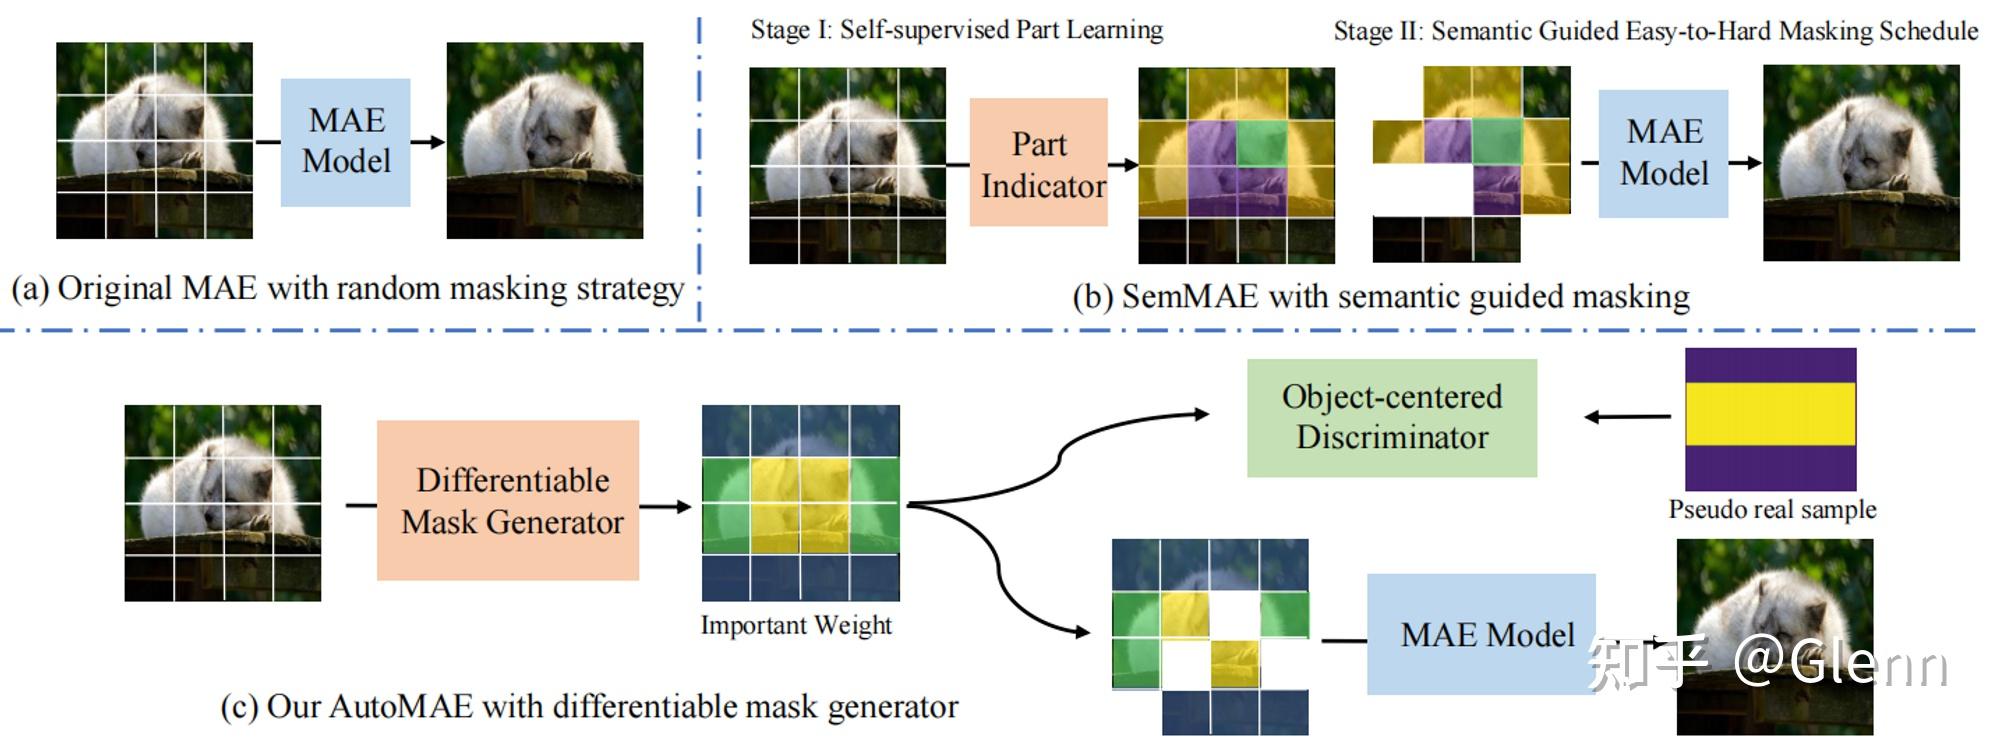 MAE
Model
(a) Original MAE with random masking strategy
Stage I: Self-supervised Part Learning
Stage II: Semantic Guided Easy-to-Hard Masking Schedule
Part
Indicator
MAE
Model
(b) SemMAE with semantic guided masking
Differentiable
Mask Generator
Important Weight
Object-centered
Discriminator
Pseudo real sample
MAE Model
(c) Our AutoMAE with differentiable mask generator
知乎 @Glenn